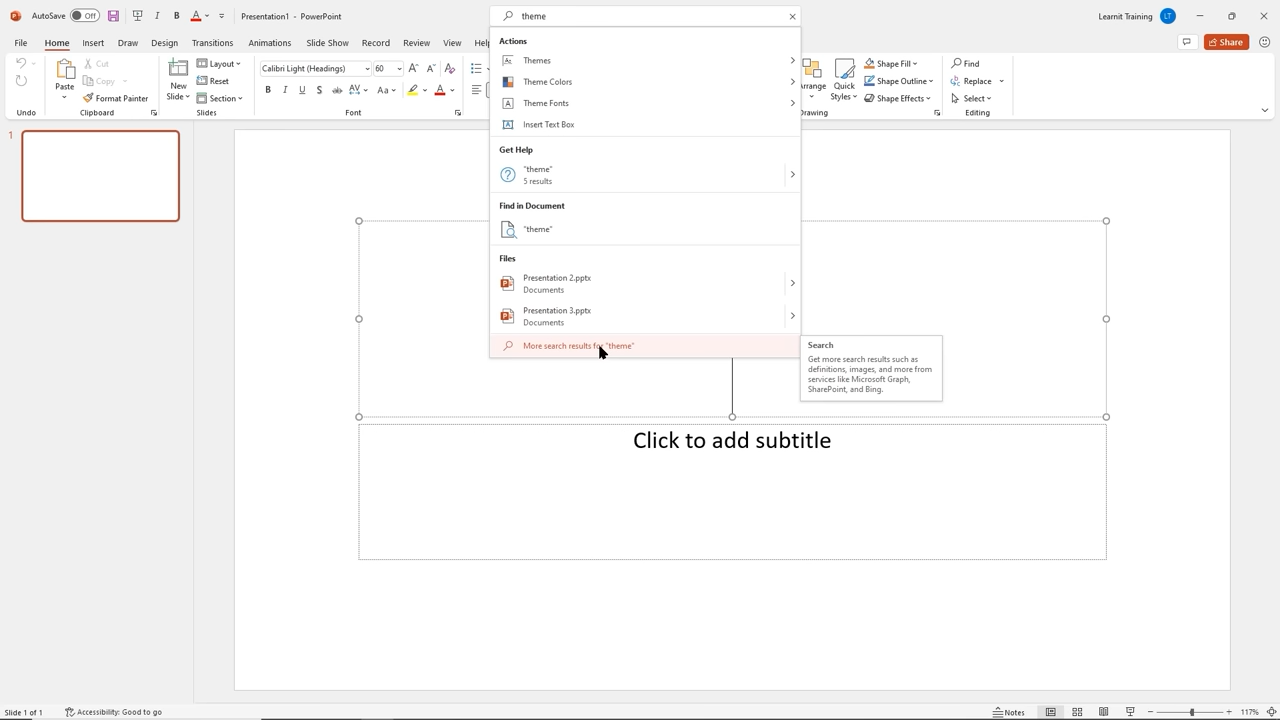 AutoSave Off
Presentation1 - PowerPoint
theme
Learnit Training LT
File Home Insert Draw Design Transitions Animations Slide Show Record Review View Help
Share
Paste
Format Painter
Clipboard
Undo
New
Slide
Layout
Reset
Section
Slides
Calibri Light (Headings) 60
B I U S ab AV Aa A
Font
Arrange
Quick
Styles
Shape Fill
Shape Outline
Shape Effects
Drawing
Find
Replace
Select
Editing
Actions
Themes
Theme Colors
Theme Fonts
Insert Text Box
Get Help
"theme"
5 results
Find in Document
"theme"
Files
Presentation 2.pptx
Documents
Presentation 3.pptx
Documents
More search results for "theme"
Search
Get more search results such as
definitions, images, and more from
services like Microsoft Graph,
SharePoint, and Bing.
1
Click to add subtitle
Slide 1 of 1 Accessibility: Good to go Notes 117%